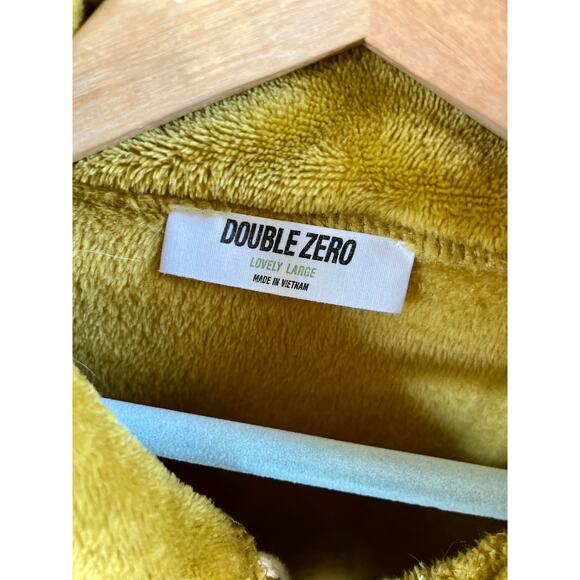 DOUBLE ZERO
LOVELY LARGE
MADE IN VIETNAM